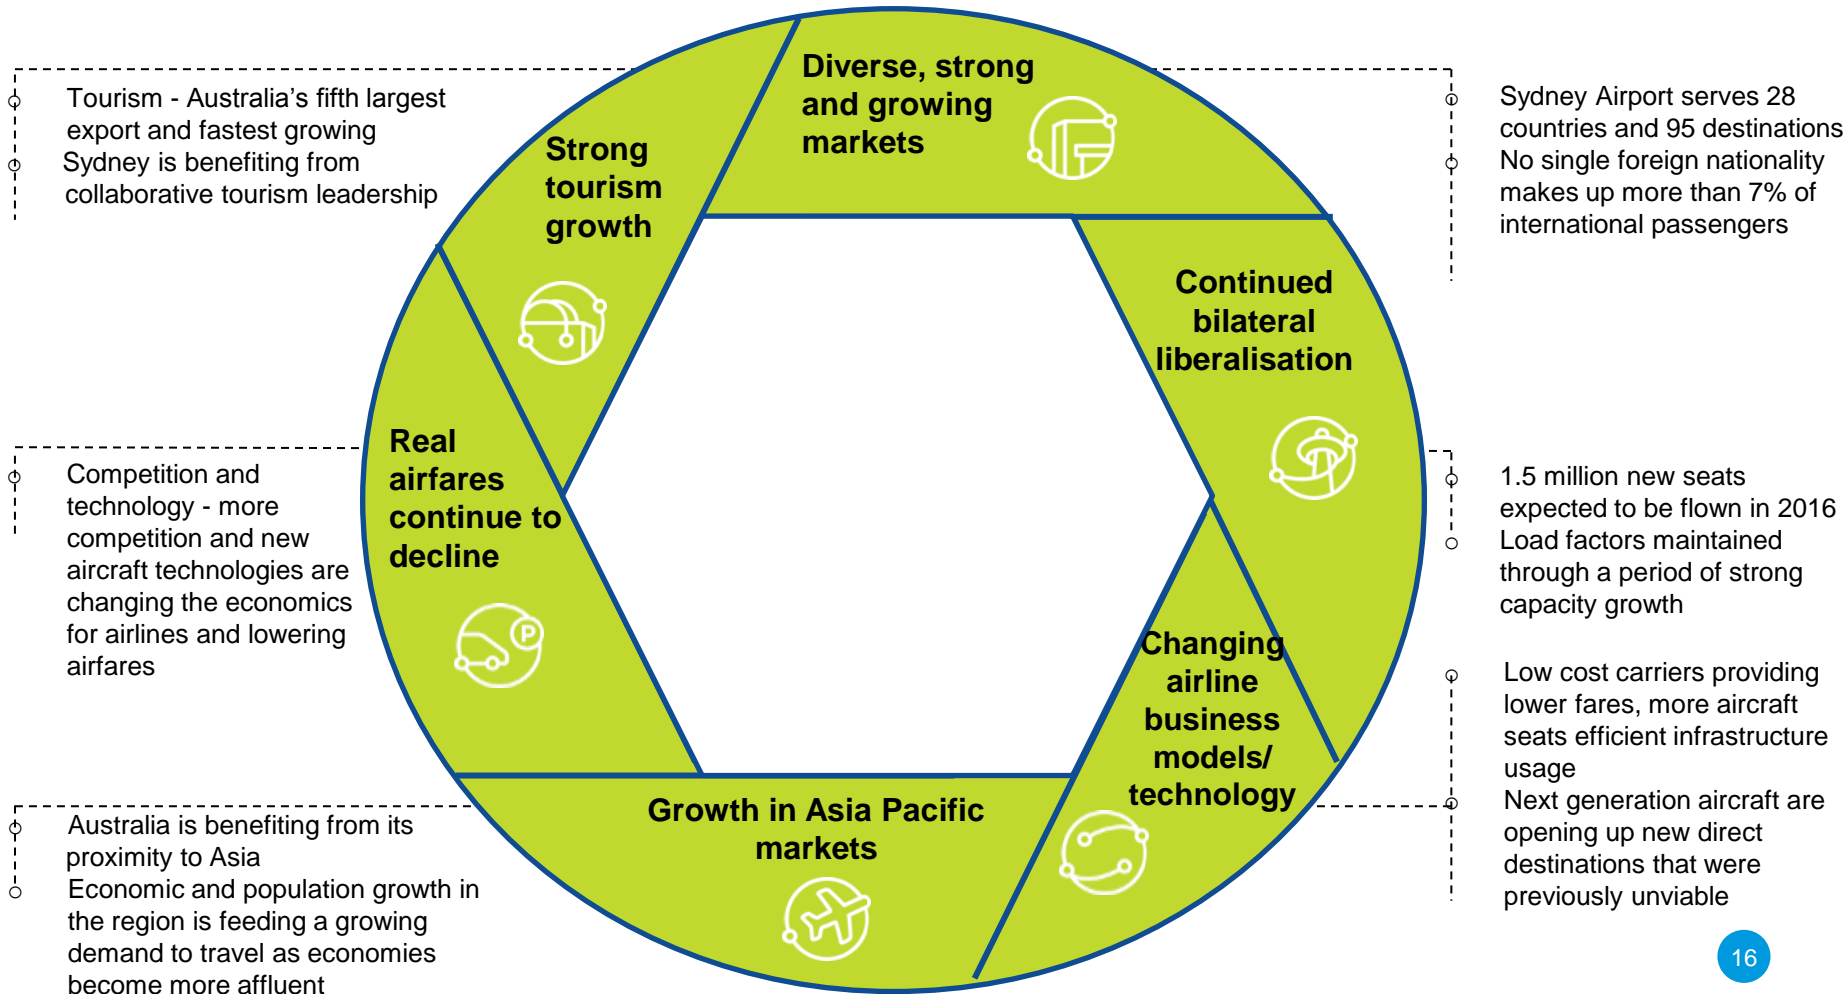 Tourism - Australia's fifth largest
export and fastest growing
Sydney is benefiting from
collaborative tourism leadership
Strong
tourism
growth
Diverse, strong
and growing
markets
Sydney Airport serves 28
countries and 95 destinations
No single foreign nationality
makes up more than 7% of
international passengers
Continued
bilateral
liberalisation
1.5 million new seats
expected to be flown in 2016
Load factors maintained
through a period of strong
capacity growth
Real
airfares
continue to
decline
P
Competition and
technology - more
competition and new
aircraft technologies are
changing the economics
for airlines and lowering
airfares
Changing
airline
business
models/
technology
Low cost carriers providing
lower fares, more aircraft
seats efficient infrastructure
usage
Next generation aircraft are
opening up new direct
destinations that were
previously unviable
Growth in Asia Pacific
markets
Australia is benefiting from its
proximity to Asia
Economic and population growth in
the region is feeding a growing
demand to travel as economies
become more affluent
16